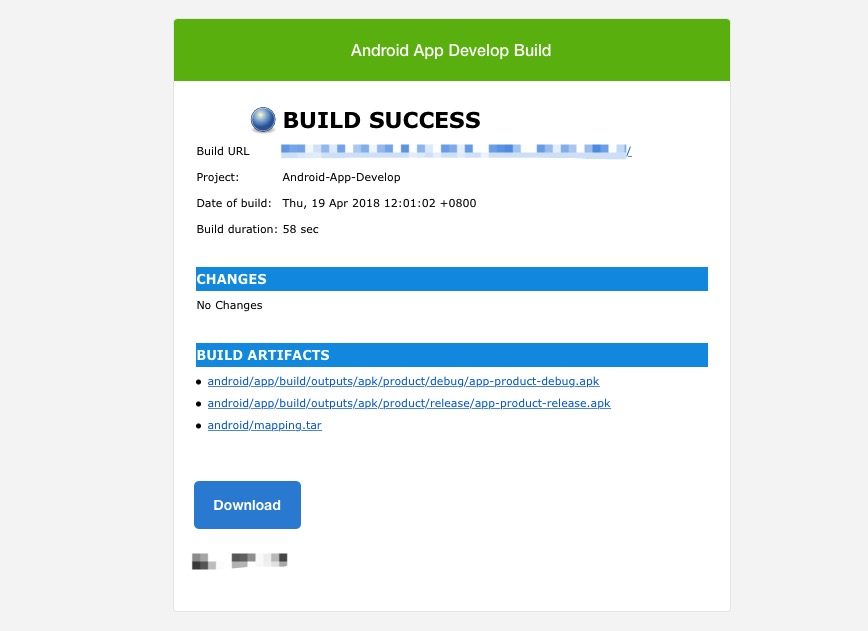 Android App Develop Build
BUILD SUCCESS
Build URL /
Project: Android-App-Develop
Date of build: Thu, 19 Apr 2018 12:01:02 +0800
Build duration: 58 sec
CHANGES
No Changes
BUILD ARTIFACTS
android/app/build/outputs/apk/product/debug/app-product-debug.apk
android/app/build/outputs/apk/product/release/app-product-release.apk
android/mapping.tar
Download